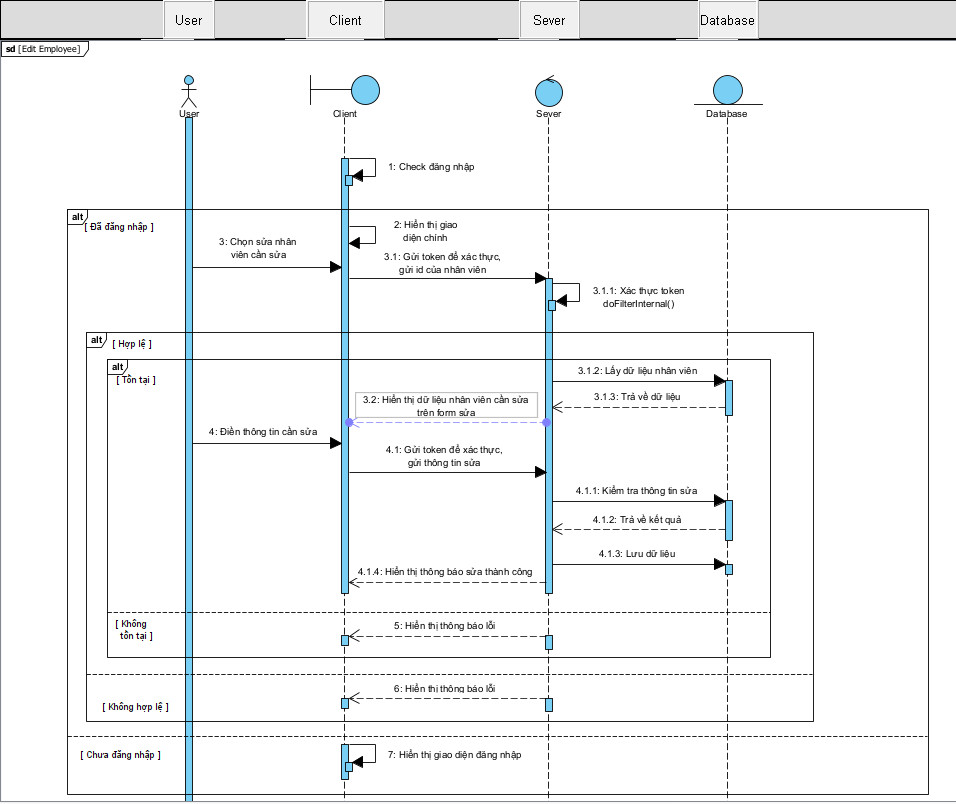 User
Client
Sever
Database
sd [Edit Employee]
User
Client
Sever
Database
1: Check đăng nhập
alt
[ Đã đăng nhập ]
2: Hiển thị giao
diện chính
3: Chọn sửa nhân
viên cần sửa
3.1: Gửi token để xác thực,
gửi id của nhân viên
3.1.1: Xác thực token
doFilterInternal()
alt
[ Hợp lệ ]
alt
[ Tồn tại ]
3.1.2: Lấy dữ liệu nhân viên
3.1.3: Trả về dữ liệu
3.2: Hiển thị dữ liệu nhân viên cần sửa
trên form sửa
4: Điền thông tin cần sửa
4.1: Gửi token để xác thực,
gửi thông tin sửa
4.1.1: Kiểm tra thông tin sửa
4.1.2: Trả về kết quả
4.1.3: Lưu dữ liệu
4.1.4: Hiển thị thông báo sửa thành công
[ Không
tồn tại ]
5: Hiển thị thông báo lỗi
6: Hiển thị thông báo lỗi
[ Không hợp lệ ]
[ Chưa đăng nhập ]
7: Hiển thị giao diện đăng nhập